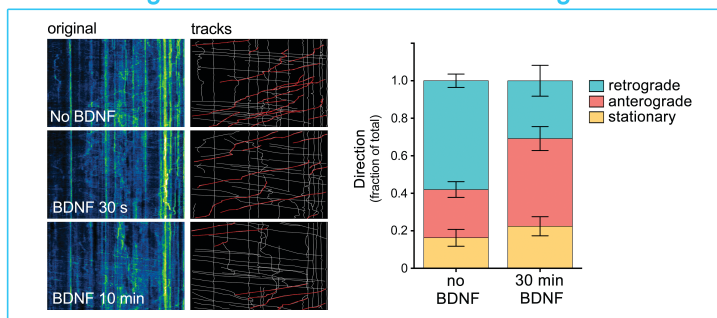 original tracks
No BDNF
BDNF 30 s
BDNF 10 min
Direction
(fraction of total)
1.0
0.8
0.6
0.4
0.2
0
no
BDNF
30 min
BDNF
retrograde
anterograde
stationary